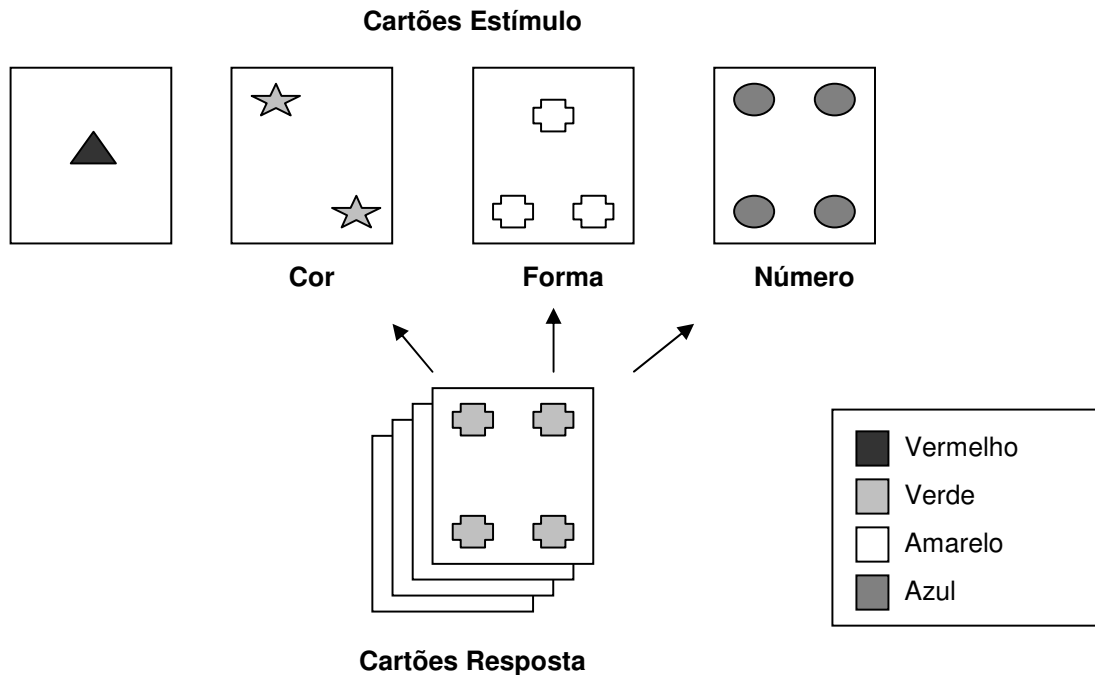 Cartões Estímulo
Cor
Forma
Número
Vermelho
Verde
Amarelo
Azul
Cartões Resposta